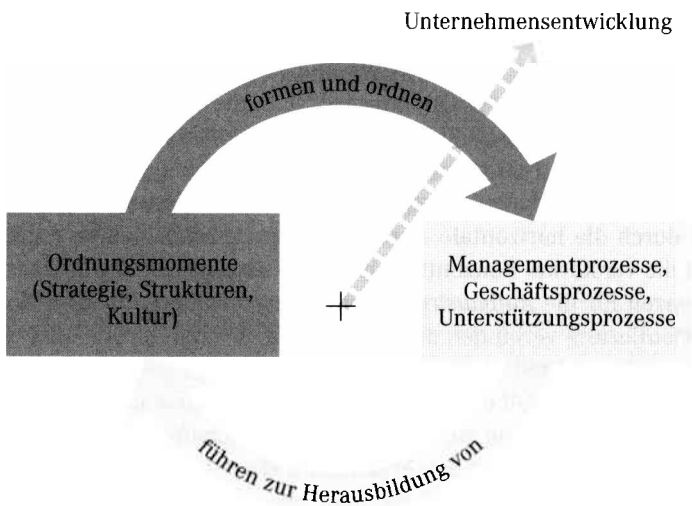 Unternehmensentwicklung
formen und ordnen
Ordnungsmomente
(Strategie, Strukturen,
Kultur)
Managementprozesse,
Geschäftsprozesse,
Unterstützungsprozesse
führen zur Herausbildung von